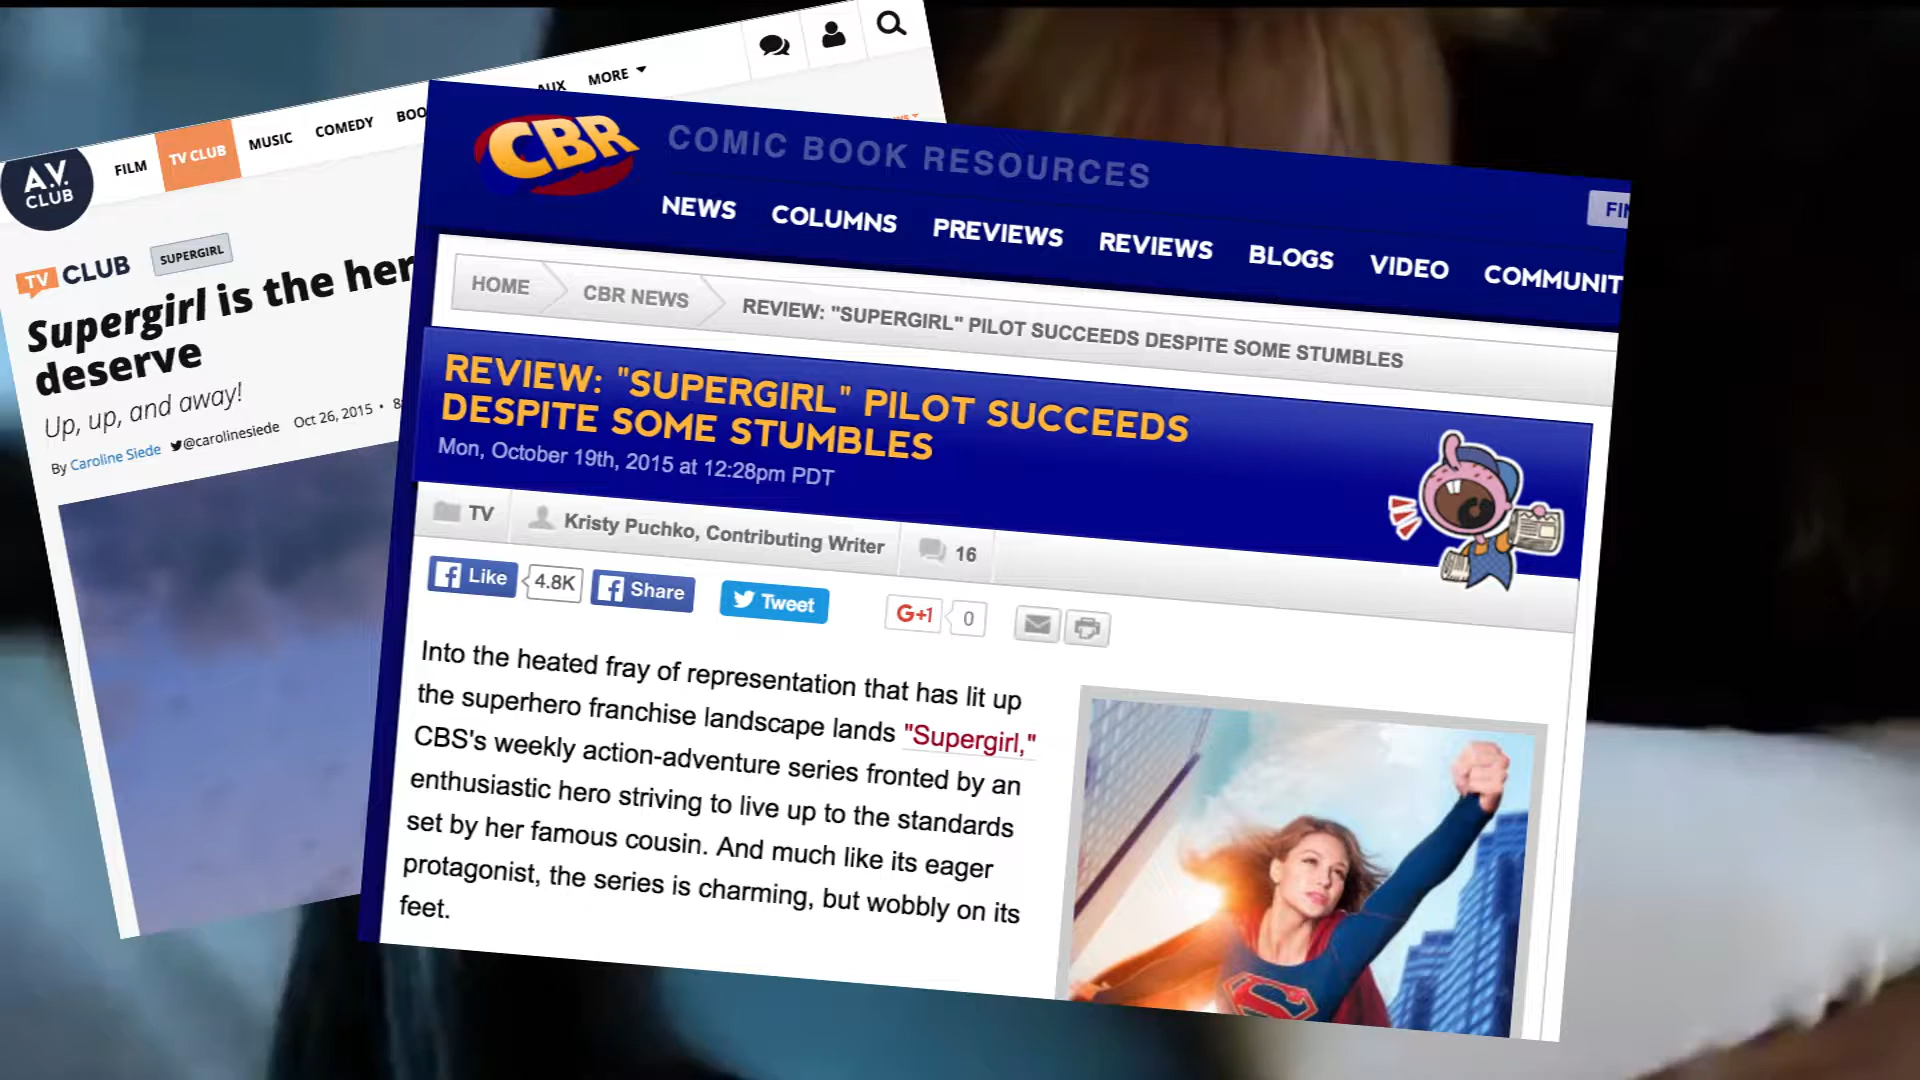 FILM
TV CLUB
MUSIC
COMEDY
MORE
A.V.
CLUB
TV CLUB
SUPERGIRL
Supergirl is the
deserve
Up, up, and away!
By Caroline Siede @carolinesiede Oct 26, 2015 •
CBR
COMIC BOOK RESOURCES
NEWS
COLUMNS
PREVIEWS
REVIEWS
BLOGS
VIDEO
COMMUNIT
HOME
CBR NEWS
REVIEW: "SUPERGIRL" PILOT SUCCEEDS DESPITE SOME STUMBLES
REVIEW: "SUPERGIRL" PILOT SUCCEEDS
DESPITE SOME STUMBLES
Mon, October 19th, 2015 at 12:28pm PDT
TV
Kristy Puchko, Contributing Writer
16
Like
4.8K
Share
Tweet
G+1
0
Into the heated fray of representation that has lit up
the superhero franchise landscape lands "Supergirl,"
CBS's weekly action-adventure series fronted by an
enthusiastic hero striving to live up to the standards
set by her famous cousin. And much like its eager
protagonist, the series is charming, but wobbly on its
feet.